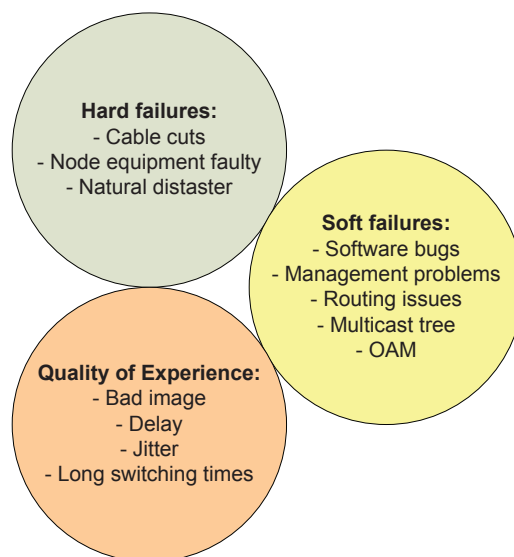 Hard failures:
- Cable cuts
- Node equipment faulty
- Natural distaster
Soft failures:
- Software bugs
- Management problems
- Routing issues
- Multicast tree
- OAM
Quality of Experience:
- Bad image
- Delay
- Jitter
- Long switching times